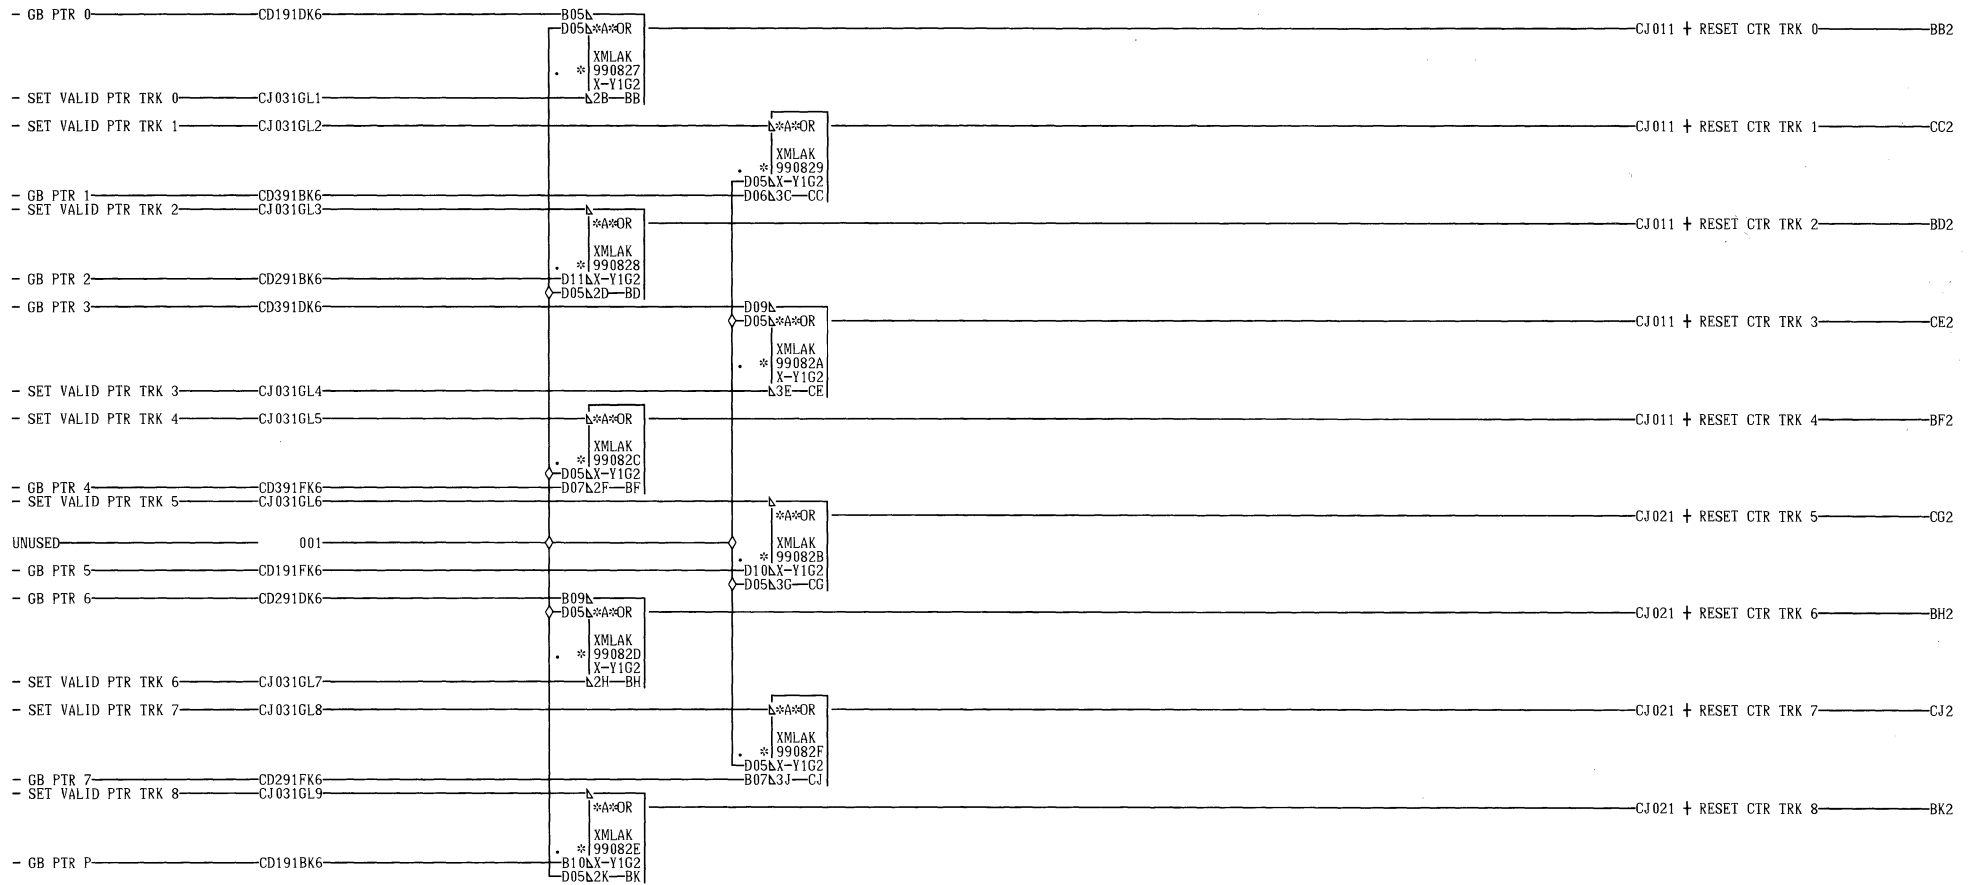 - GB PTR 0 CD191DK6 B05
D05 *A*OR CJ011 + RESET CTR TRK 0 BB2
XMLAK
. * 990827
X-Y1G2
- SET VALID PTR TRK 0 CJ031GL1 2B BB
- SET VALID PTR TRK 1 CJ031GL2 *A*OR CJ011 + RESET CTR TRK 1 CC2
XMLAK
. * 990829
D05 X-Y1G2
- GB PTR 1 CD391BK6 D06 3C CC
- SET VALID PTR TRK 2 CJ031GL3
*A*OR CJ011 + RESET CTR TRK 2 BD2
XMLAK
. * 990828
- GB PTR 2 CD291BK6 D11 X-Y1G2
D05 2D BD
- GB PTR 3 CD391DK6 D09
D05 *A*OR CJ011 + RESET CTR TRK 3 CE2
XMLAK
. * 99082A
X-Y1G2
- SET VALID PTR TRK 3 CJ031GL4 3E CE
- SET VALID PTR TRK 4 CJ031GL5 *A*OR CJ011 + RESET CTR TRK 4 BF2
XMLAK
. * 99082C
D05 X-Y1G2
- GB PTR 4 CD391FK6 D07 2F BF
- SET VALID PTR TRK 5 CJ031GL6
*A*OR CJ021 + RESET CTR TRK 5 CG2
UNUSED 001 XMLAK
. * 99082B
- GB PTR 5 CD191FK6 D10 X-Y1G2
D05 3G CG
- GB PTR 6 CD291DK6 B09
D05 *A*OR CJ021 + RESET CTR TRK 6 BH2
XMLAK
. * 99082D
X-Y1G2
- SET VALID PTR TRK 6 CJ031GL7 2H BH
- SET VALID PTR TRK 7 CJ031GL8 *A*OR CJ021 + RESET CTR TRK 7 CJ2
XMLAK
. * 99082F
D05 X-Y1G2
- GB PTR 7 CD291FK6 B07 3J CJ
- SET VALID PTR TRK 8 CJ031GL9
*A*OR CJ021 + RESET CTR TRK 8 BK2
XMLAK
. * 99082E
- GB PTR P CD191BK6 B10 X-Y1G2
D05 2K BK